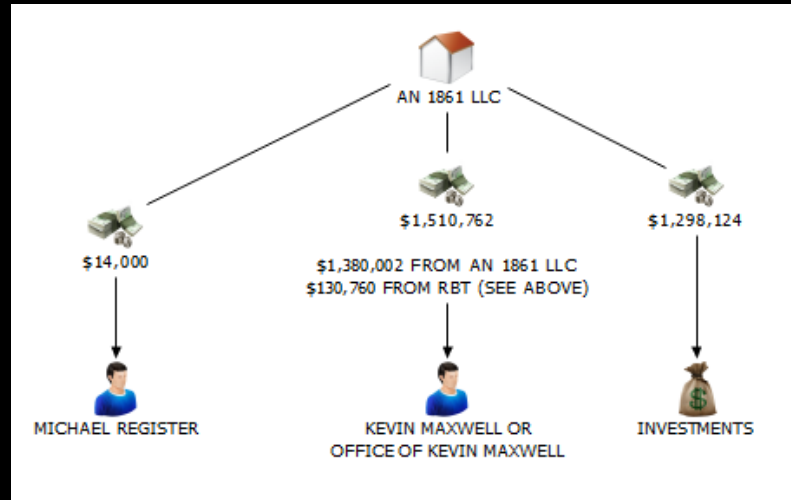 AN 1861 LLC
$14,000
$1,510,762
$1,298,124
$1,380,002 FROM AN 1861 LLC
$130,760 FROM RBT (SEE ABOVE)
MICHAEL REGISTER
KEVIN MAXWELL OR
OFFICE OF KEVIN MAXWELL
INVESTMENTS